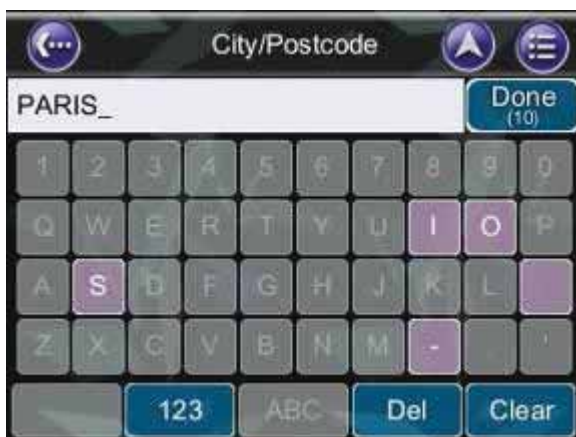 City/Postcode
PARIS_
Done
(10)
1 2 3 4 5 6 7 8 9 0
Q W E R T Y U I O P
A S D F G H J K L
Z X C V B N M - . '
123 ABC Del Clear